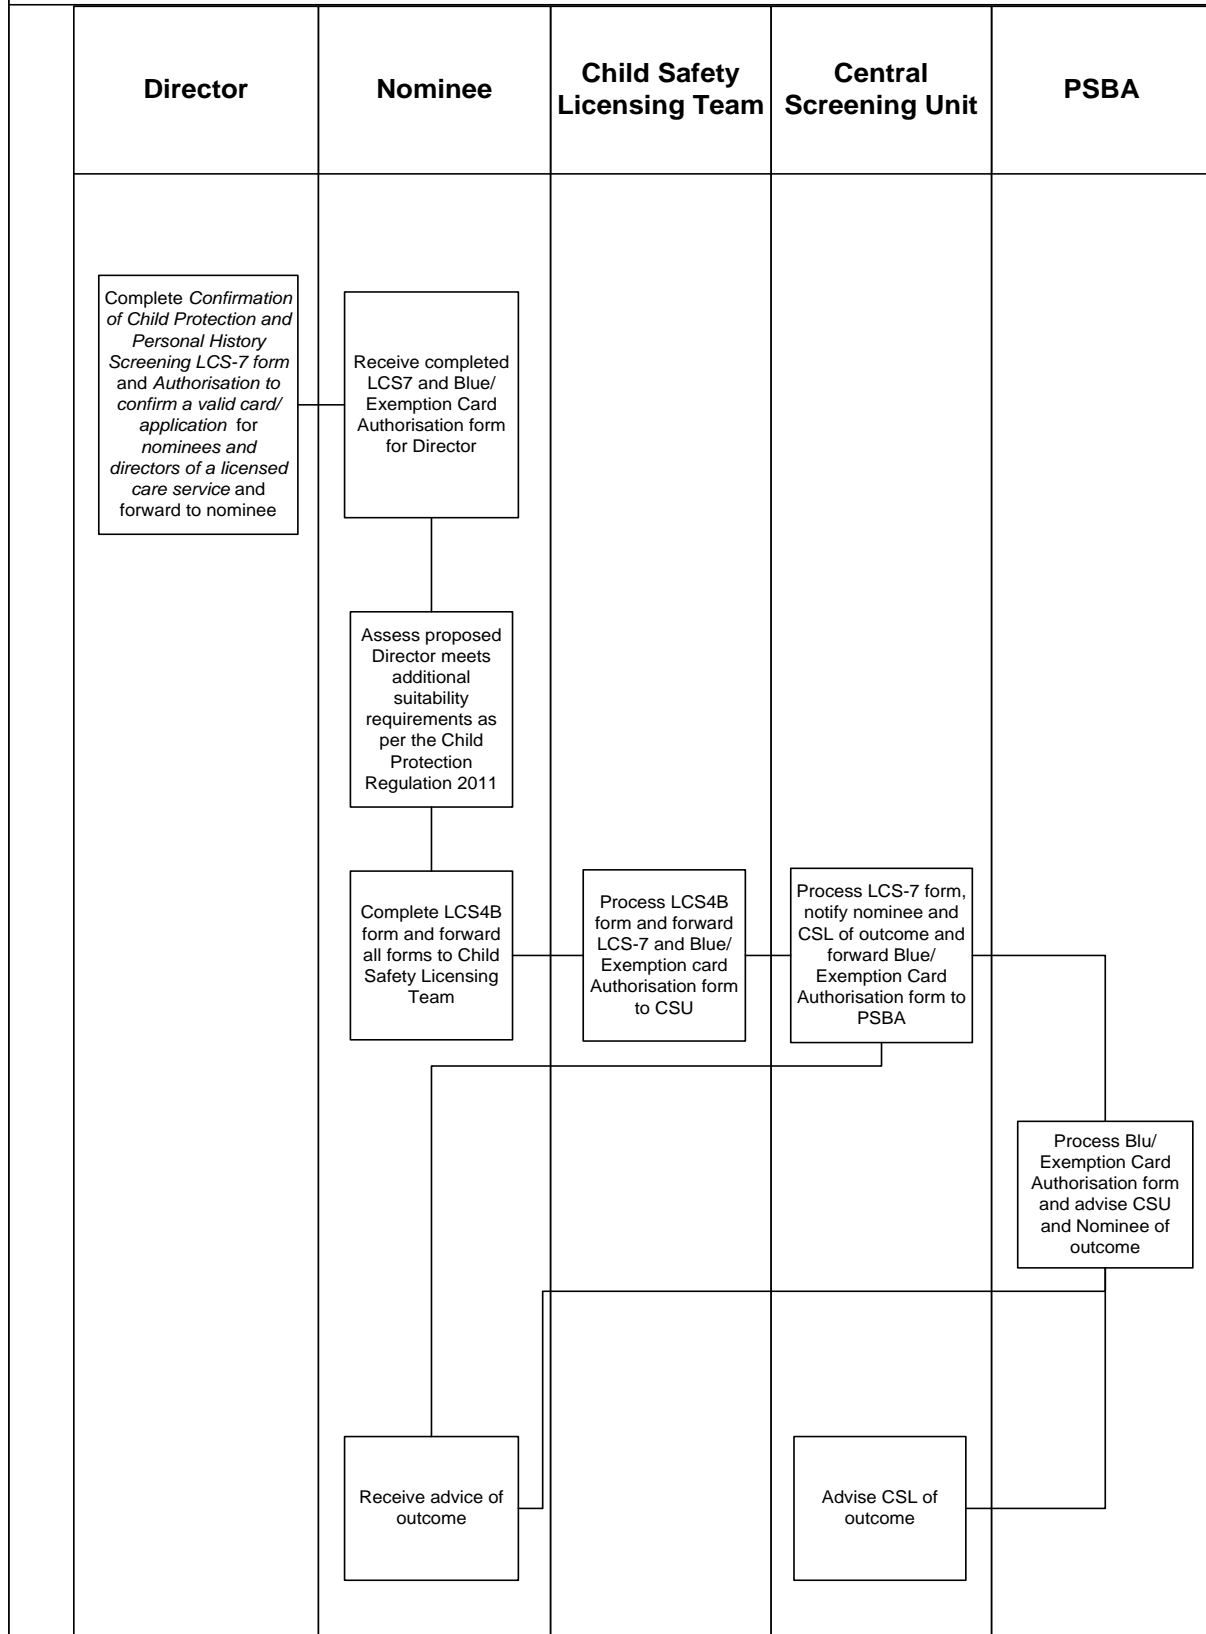 Director
Nominee
Child Safety
Licensing Team
Central
Screening Unit
PSBA
Complete Confirmation
of Child Protection and
Personal History
Screening LCS-7 form
and Authorisation to
confirm a valid card/
application for
nominees and
directors of a licensed
care service and
forward to nominee
Receive completed
LCS7 and Blue/
Exemption Card
Authorisation form
for Director
Assess proposed
Director meets
additional
suitability
requirements as
per the Child
Protection
Regulation 2011
Complete LCS4B
form and forward
all forms to Child
Safety Licensing
Team
Process LCS4B
form and forward
LCS-7 and Blue/
Exemption card
Authorisation form
to CSU
Process LCS-7 form,
notify nominee and
CSL of outcome and
forward Blue/
Exemption Card
Authorisation form to
PSBA
Process Blu/
Exemption Card
Authorisation form
and advise CSU
and Nominee of
outcome
Receive advice of
outcome
Advise CSL of
outcome